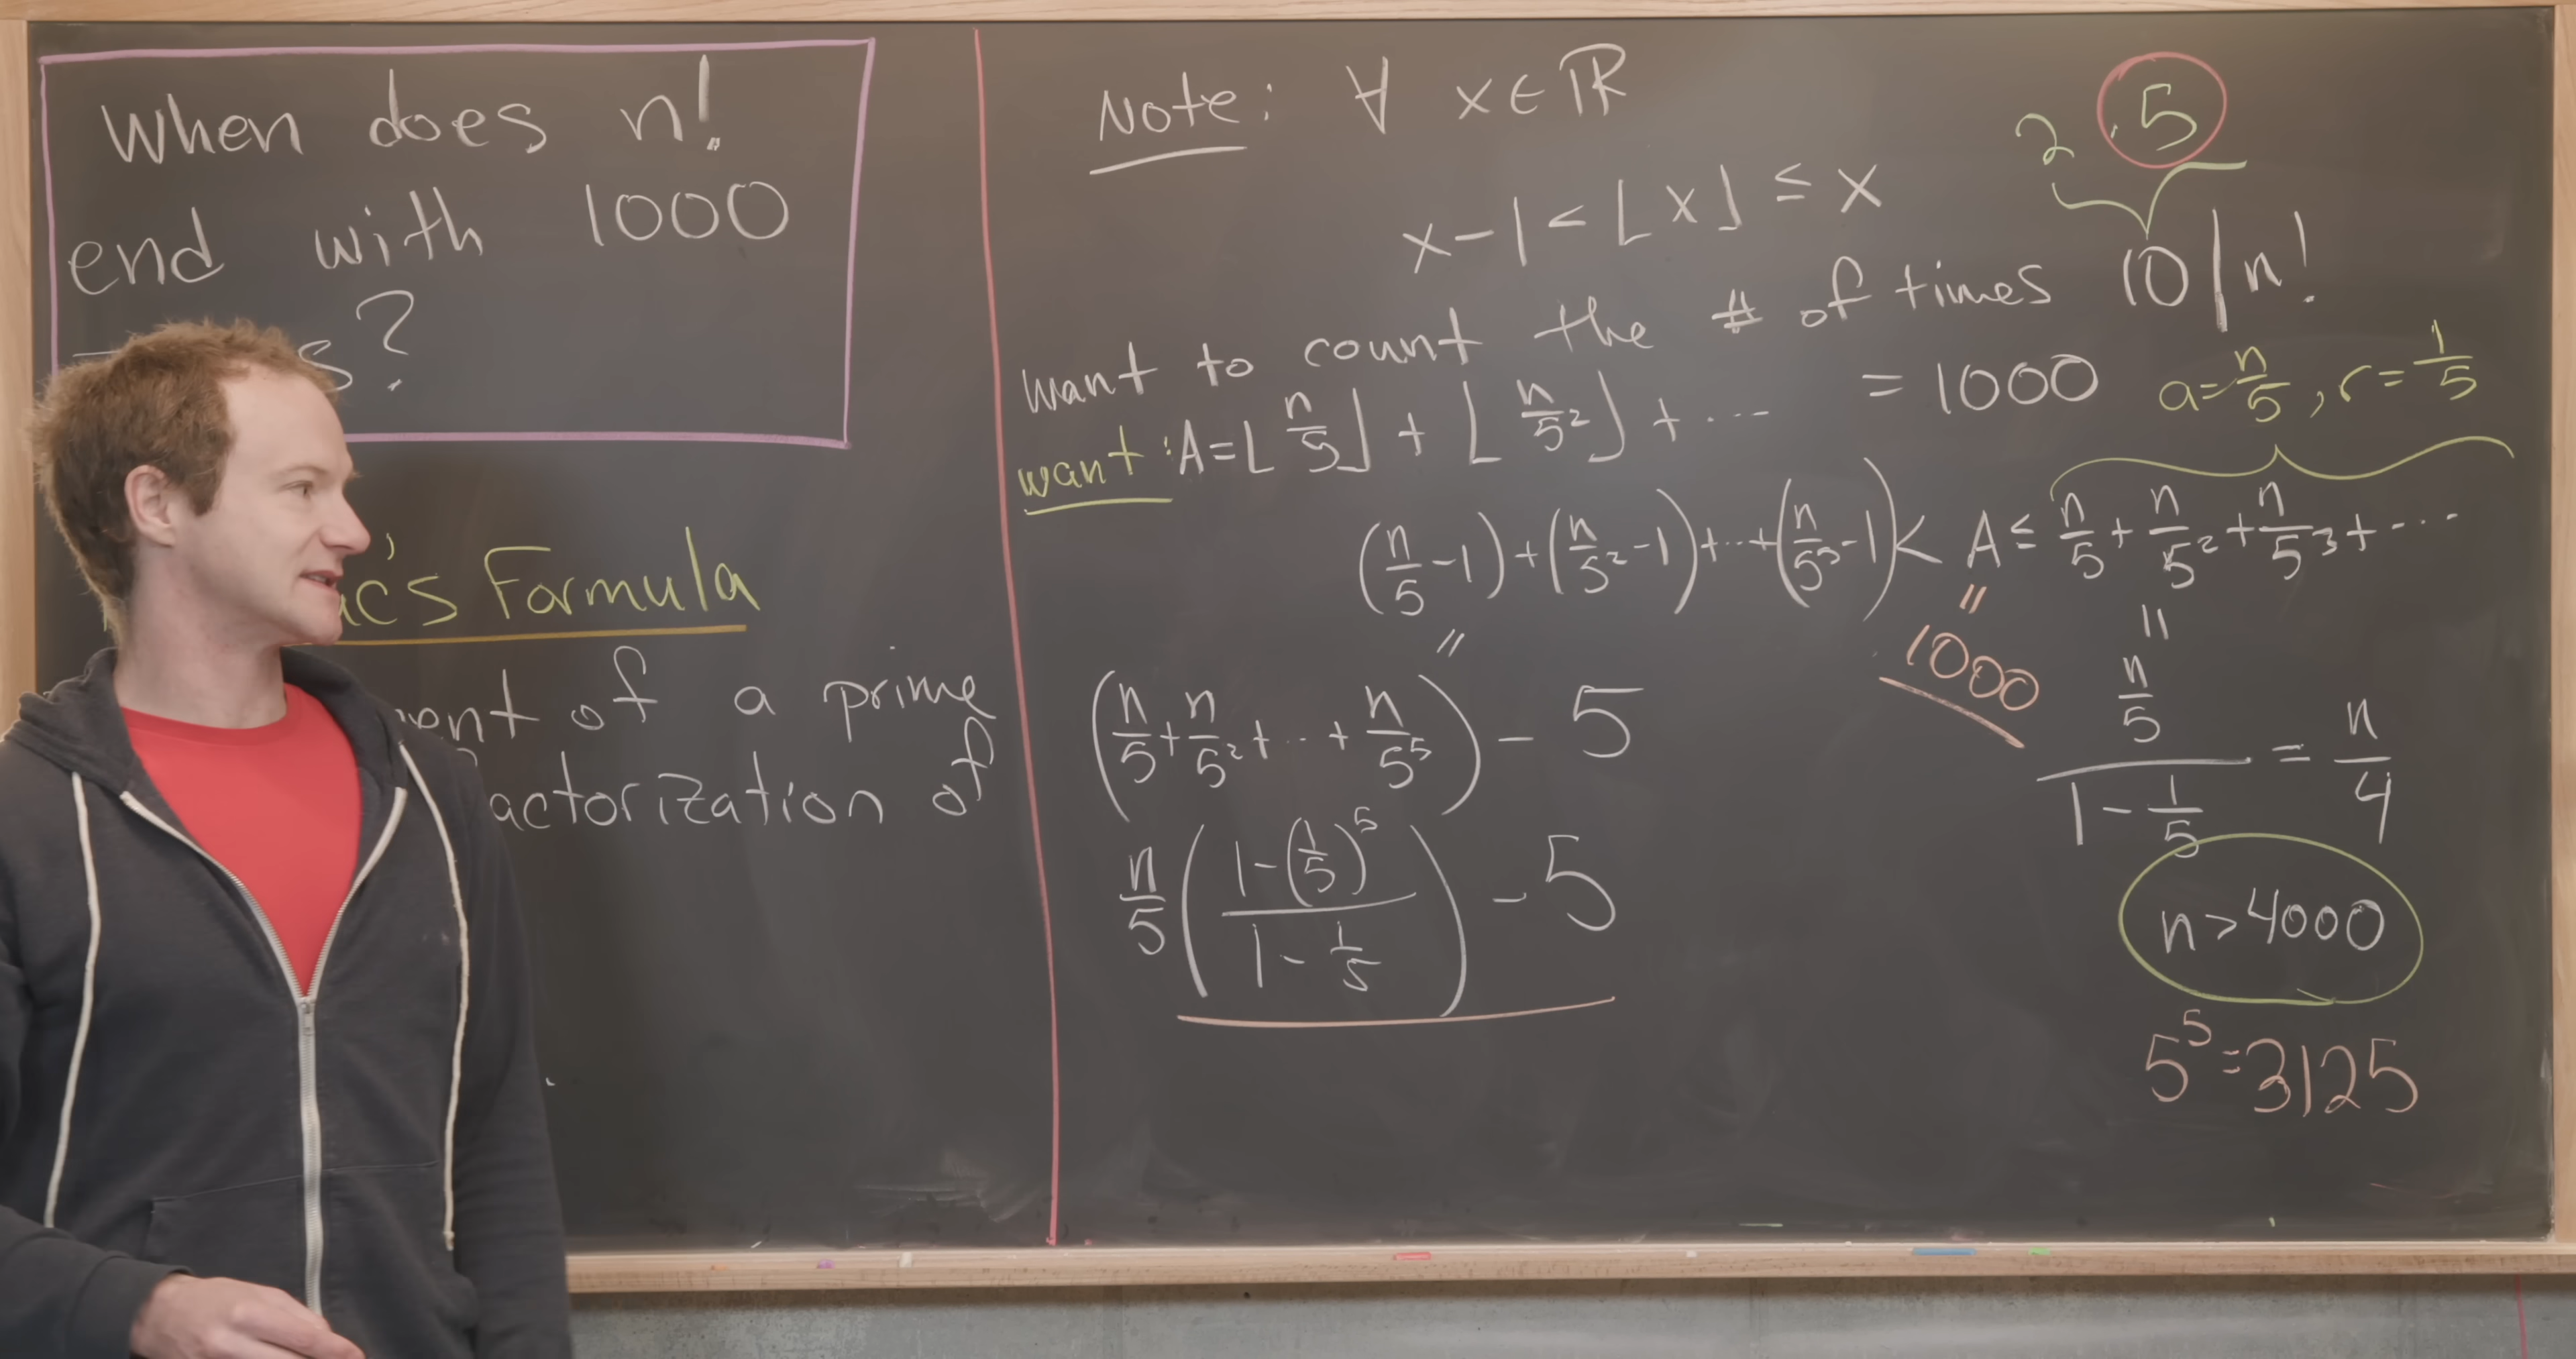 When does n!
end with 1000
s?
c's Formula
of a prime
actorization of
Note: ∀ x∈ℝ
x-1 < ⌊x⌋ ≤ x
2 · 5
want to count the # of times 10 | n!
want: A = ⌊n/5⌋ + ⌊n/5²⌋ + ··· = 1000
a = n/5, r = 1/5
(n/5 - 1) + (n/5² - 1) + ··· + (n/5⁵ - 1) < A ≤ n/5 + n/5² + n/5³ + ···
= = =
1000
(n/5 + n/5² + ··· + n/5⁵) - 5
(n/5)/(1 - 1/5) = n/4
n/5 ((1 - (1/5)⁵)/(1 - 1/5)) - 5
n > 4000
5⁵ = 3125